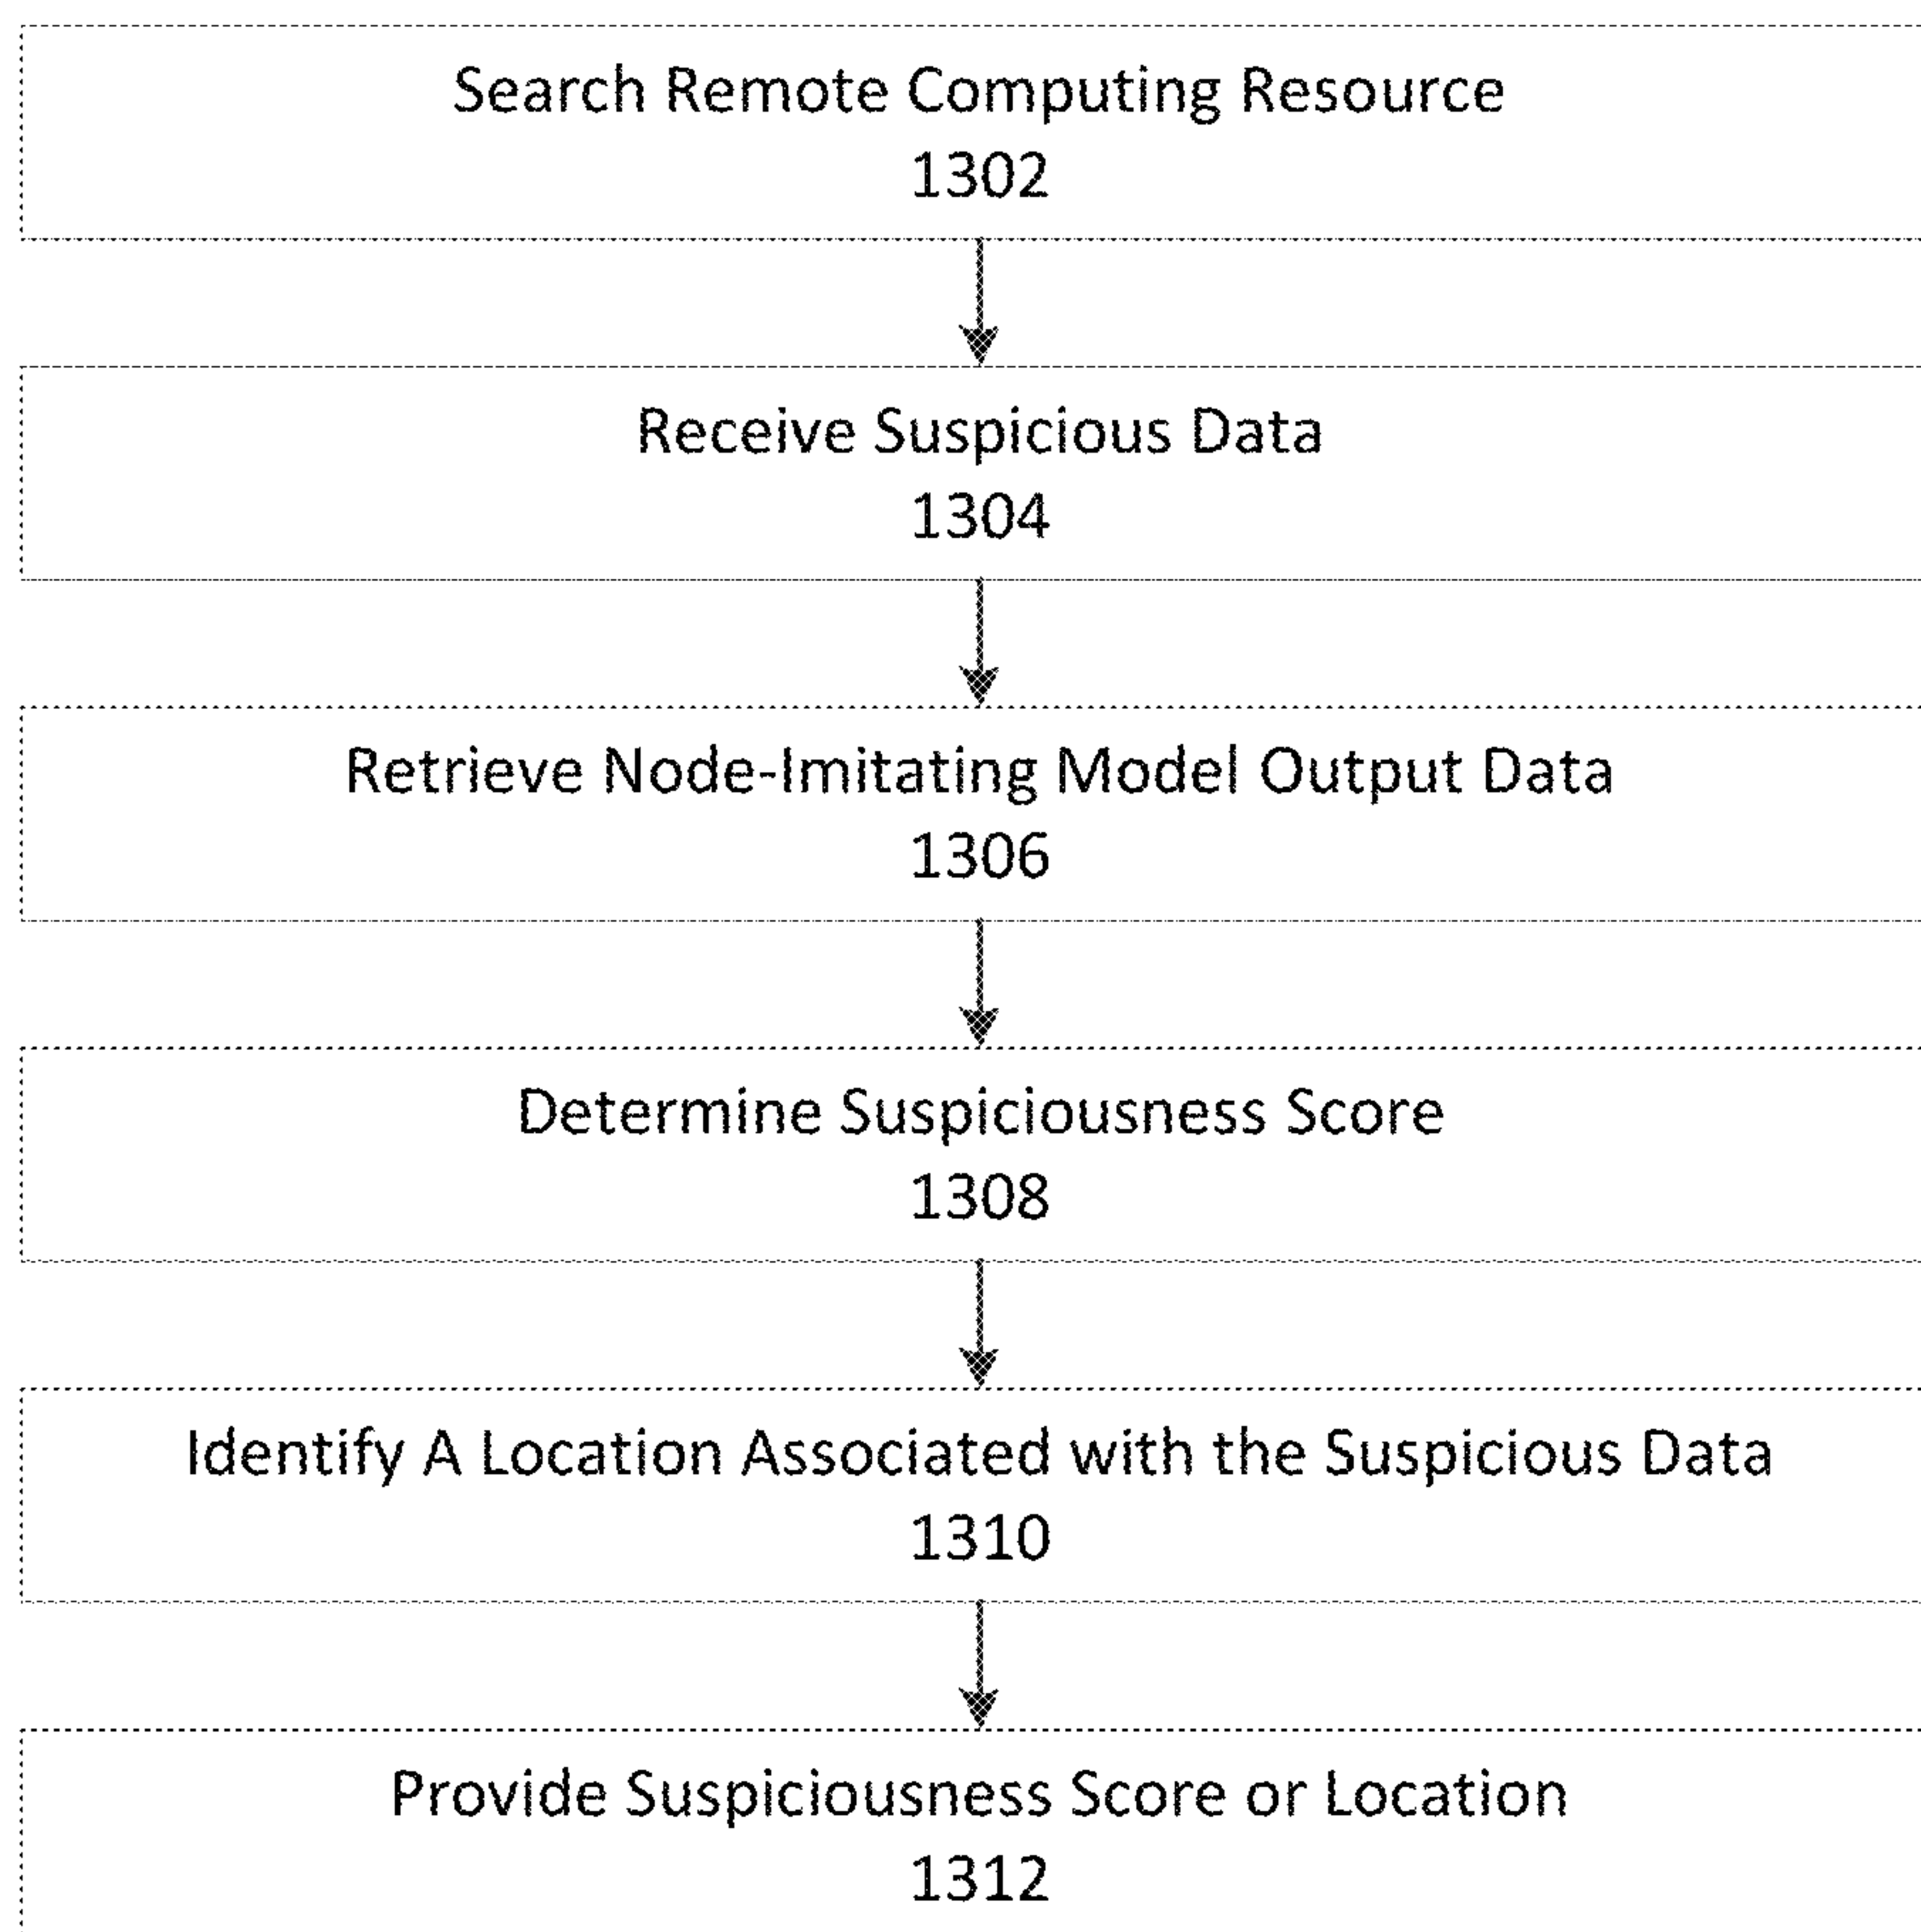 Search Remote Computing Resource
1302
Receive Suspicious Data
1304
Retrieve Node-Imitating Model Output Data
1306
Determine Suspiciousness Score
1308
Identify A Location Associated with the Suspicious Data
1310
Provide Suspiciousness Score or Location
1312